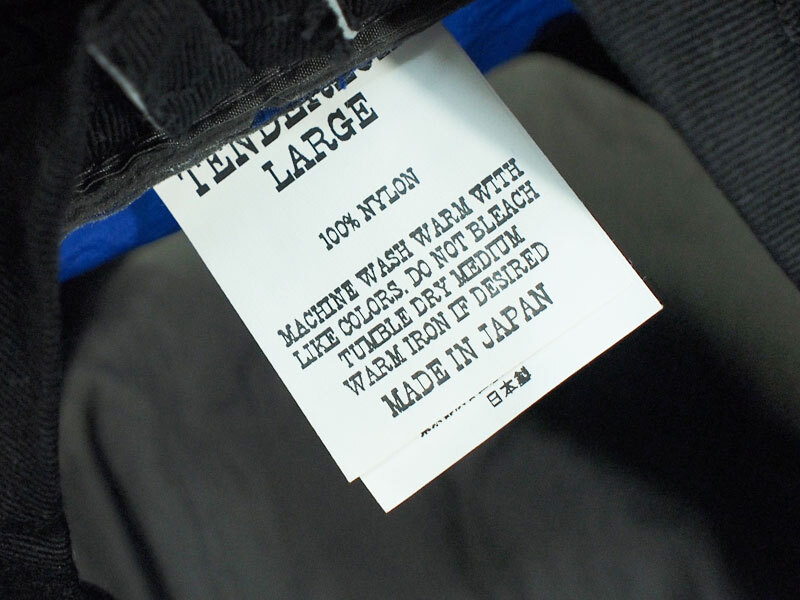 LARGE
100% NYLON
MACHINE WASH WARM WITH
LIKE COLORS. DO NOT BLEACH
TUMBLE DRY MEDIUM
WARM IRON IF DESIRED
MADE IN JAPAN
日本製